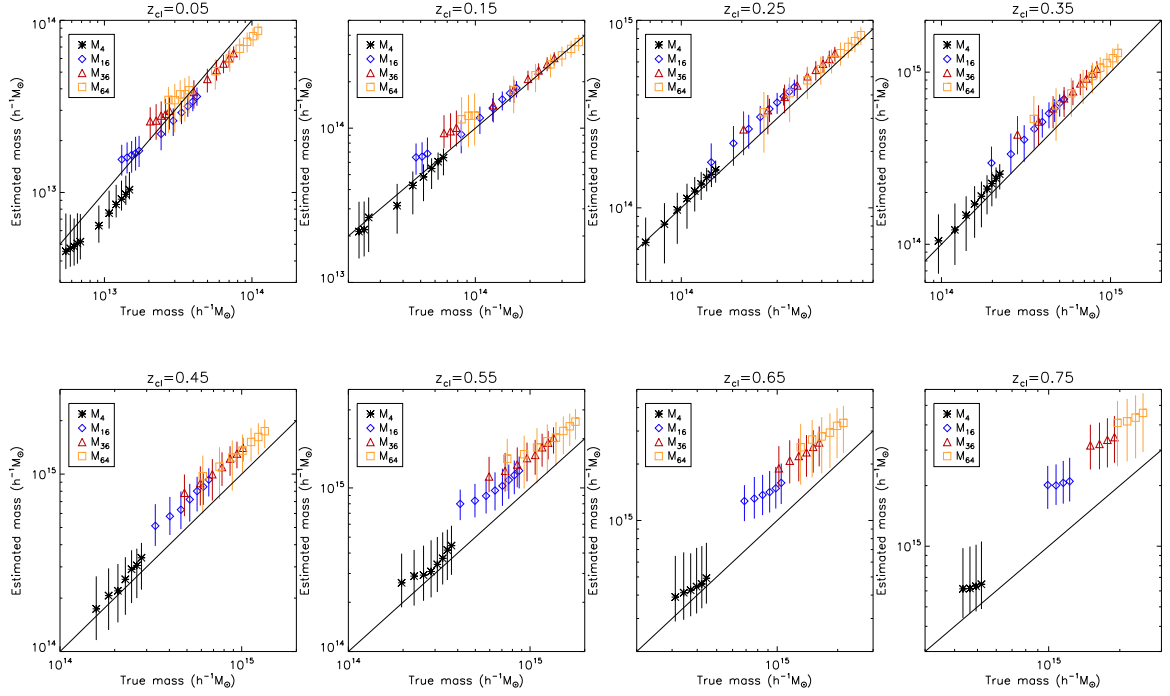 z_cl=0.05
10^14
10^13
Estimated mass (h^-1 M_⊙)
M_4
M_16
M_36
M_64
10^13
10^14
True mass (h^-1 M_⊙)
z_cl=0.15
10^14
10^13
Estimated mass (h^-1 M_⊙)
M_4
M_16
M_36
M_64
10^14
True mass (h^-1 M_⊙)
z_cl=0.25
10^15
10^14
Estimated mass (h^-1 M_⊙)
M_4
M_16
M_36
M_64
10^14
True mass (h^-1 M_⊙)
z_cl=0.35
10^15
10^14
Estimated mass (h^-1 M_⊙)
M_4
M_16
M_36
M_64
10^14
10^15
True mass (h^-1 M_⊙)
z_cl=0.45
10^15
10^14
Estimated mass (h^-1 M_⊙)
M_4
M_16
M_36
M_64
10^14
10^15
True mass (h^-1 M_⊙)
z_cl=0.55
10^15
10^14
Estimated mass (h^-1 M_⊙)
M_4
M_16
M_36
M_64
10^14
10^15
True mass (h^-1 M_⊙)
z_cl=0.65
10^15
Estimated mass (h^-1 M_⊙)
M_4
M_16
M_36
M_64
10^15
True mass (h^-1 M_⊙)
z_cl=0.75
10^15
Estimated mass (h^-1 M_⊙)
M_4
M_16
M_36
M_64
10^15
True mass (h^-1 M_⊙)